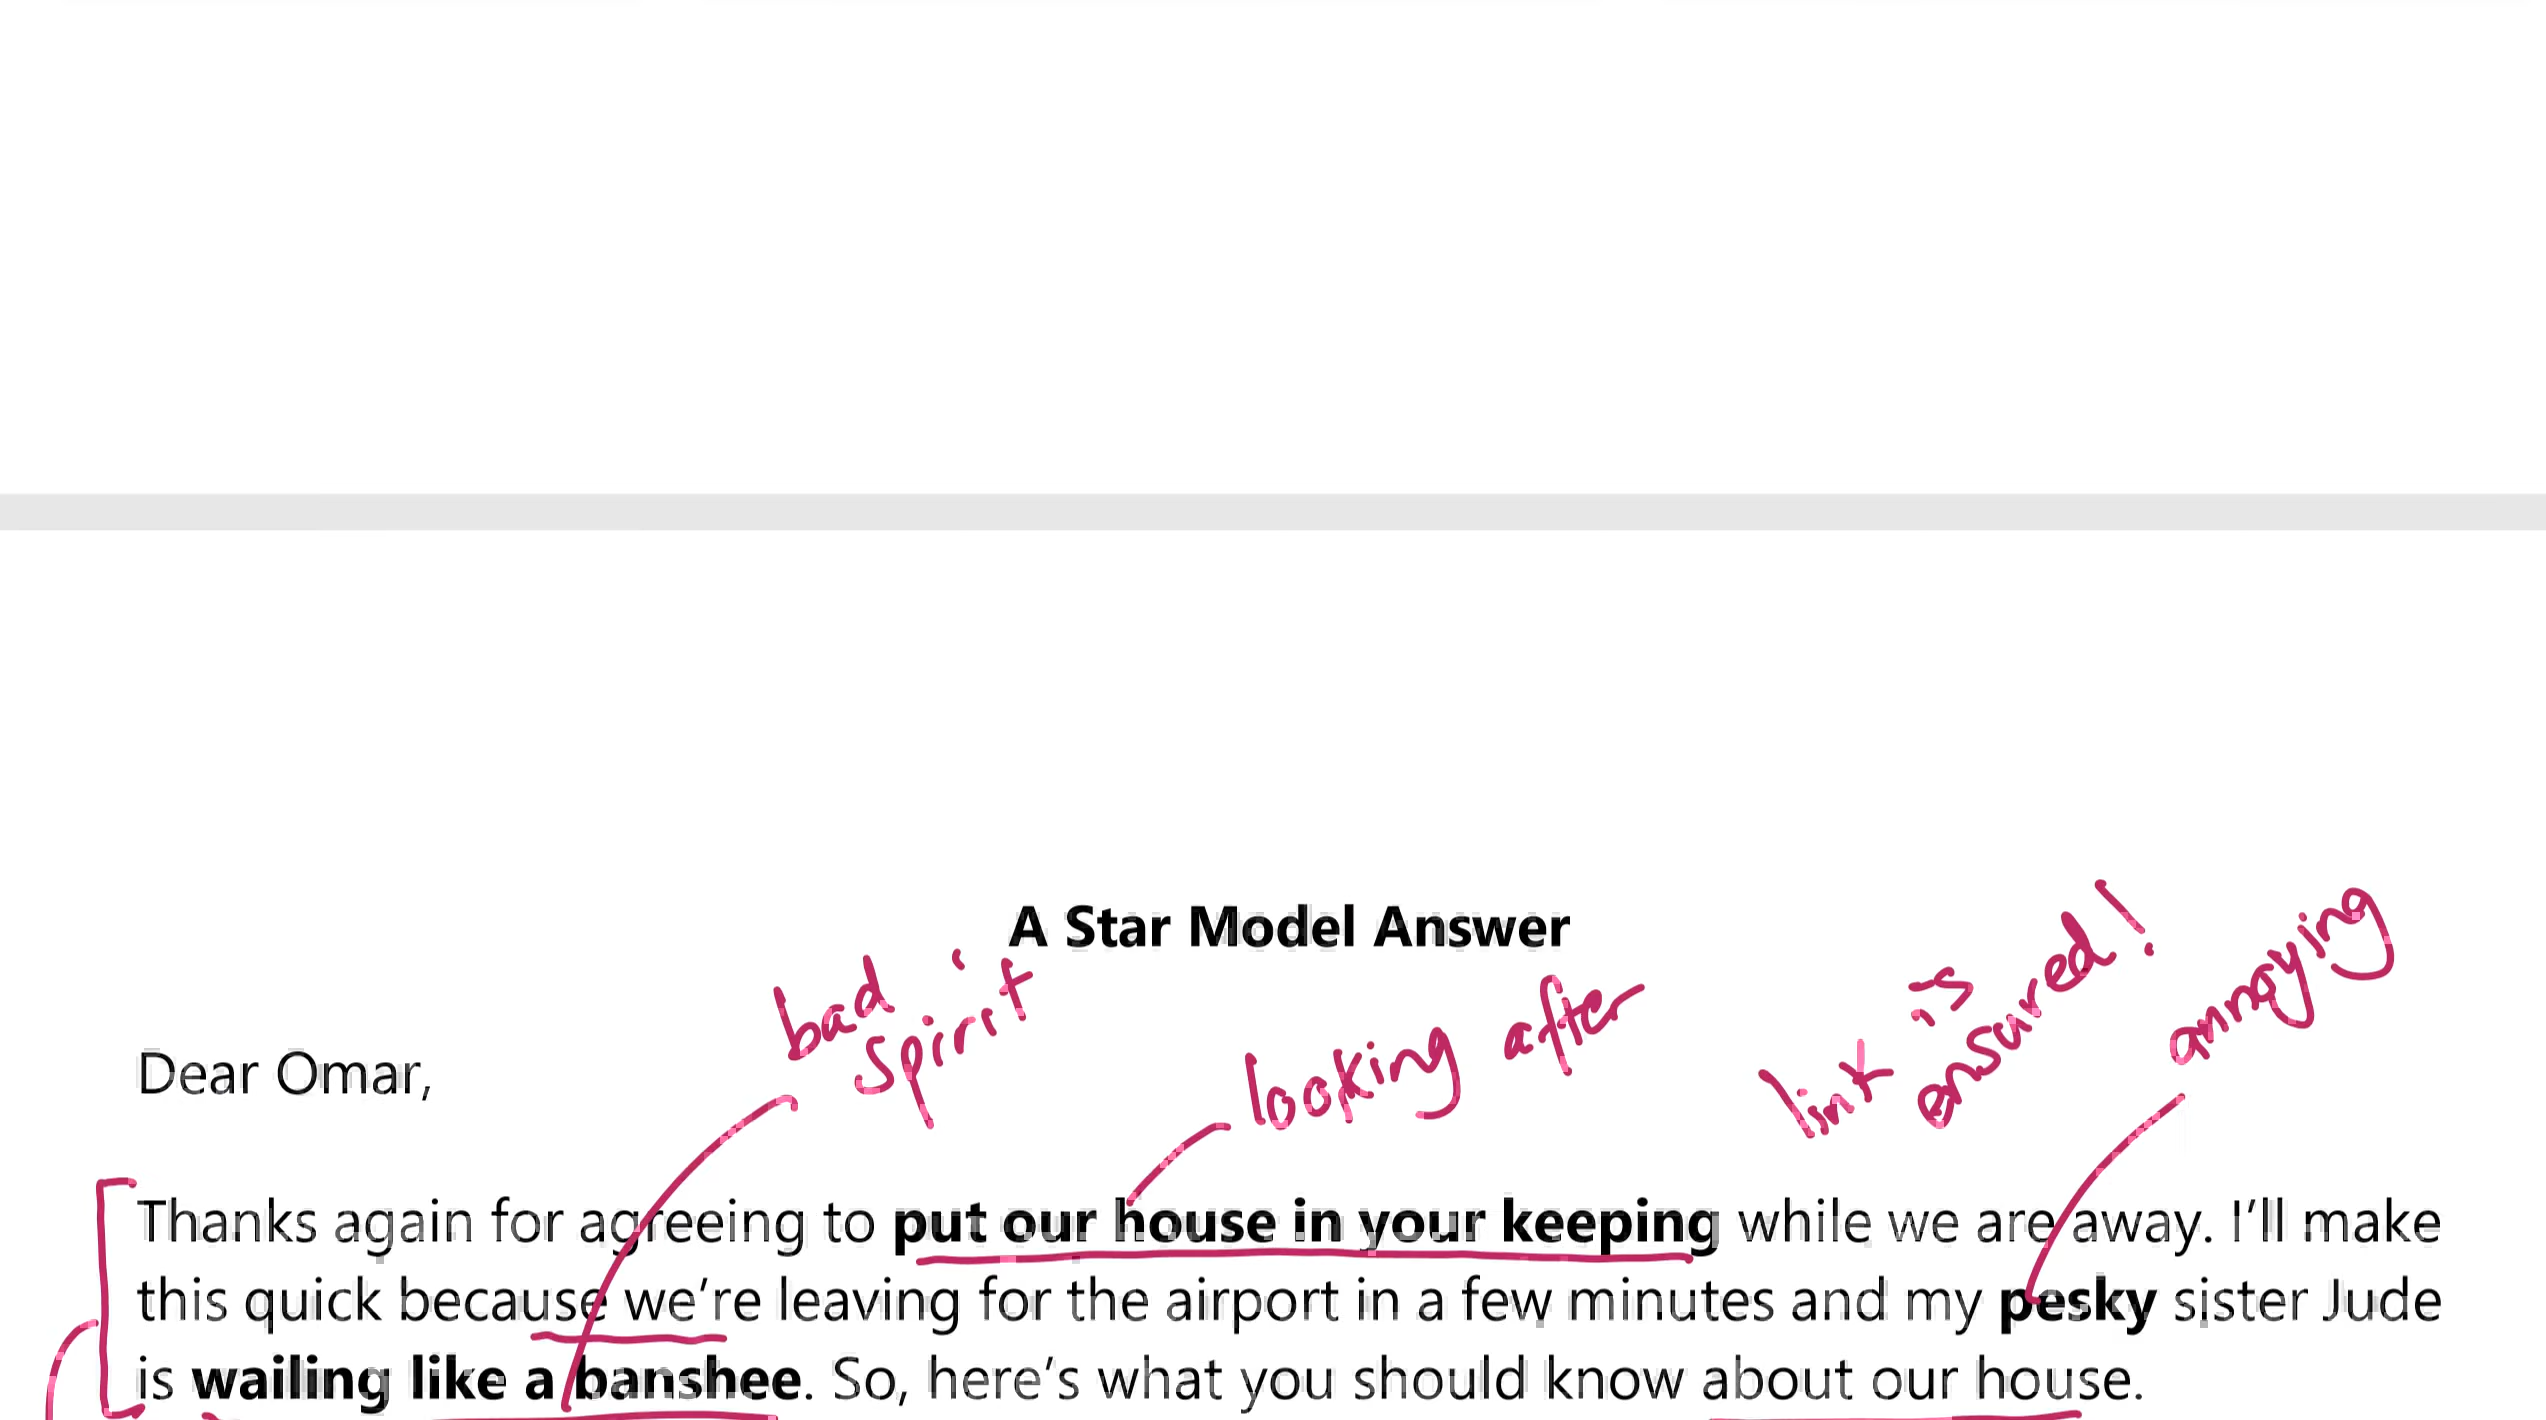 A Star Model Answer
bad spirit
looking after
link is ensured!
annoying
Dear Omar,
Thanks again for agreeing to put our house in your keeping while we are away. I’ll make
this quick because we’re leaving for the airport in a few minutes and my pesky sister Jude
is wailing like a banshee. So, here’s what you should know about our house.